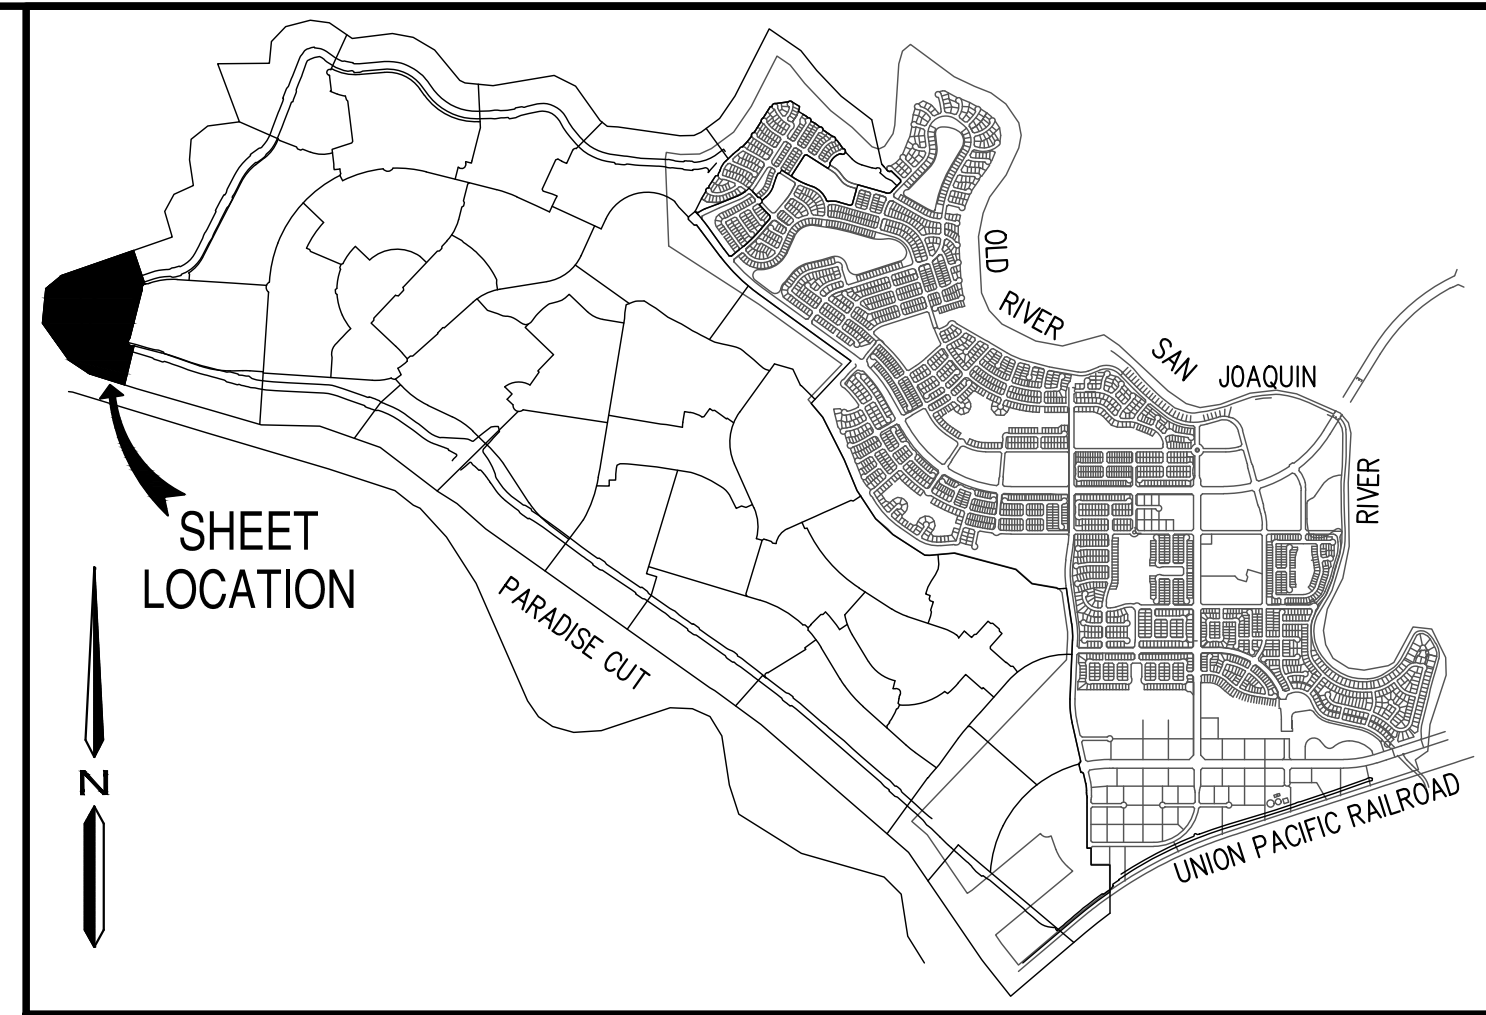 OLD
RIVER
SAN
JOAQUIN
RIVER
SHEET
LOCATION
PARADISE CUT
N
UNION PACIFIC RAILROAD